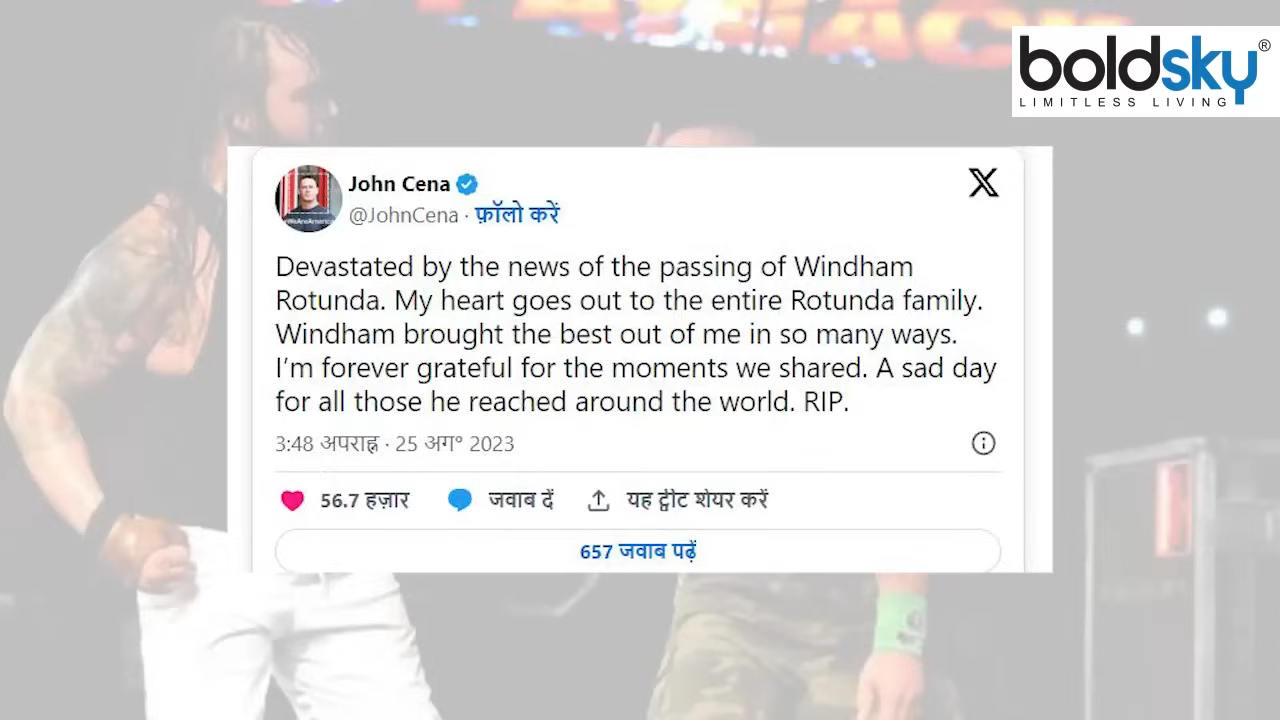 PAYBACK
boldsky®
LIMITLESS LIVING
John Cena
@JohnCena · फ़ॉलो करें
Devastated by the news of the passing of Windham
Rotunda. My heart goes out to the entire Rotunda family.
Windham brought the best out of me in so many ways.
I'm forever grateful for the moments we shared. A sad day
for all those he reached around the world. RIP.
3:48 अपराह्न · 25 अग॰ 2023
56.7 हज़ार जवाब दें यह ट्वीट शेयर करें
657 जवाब पढ़ें